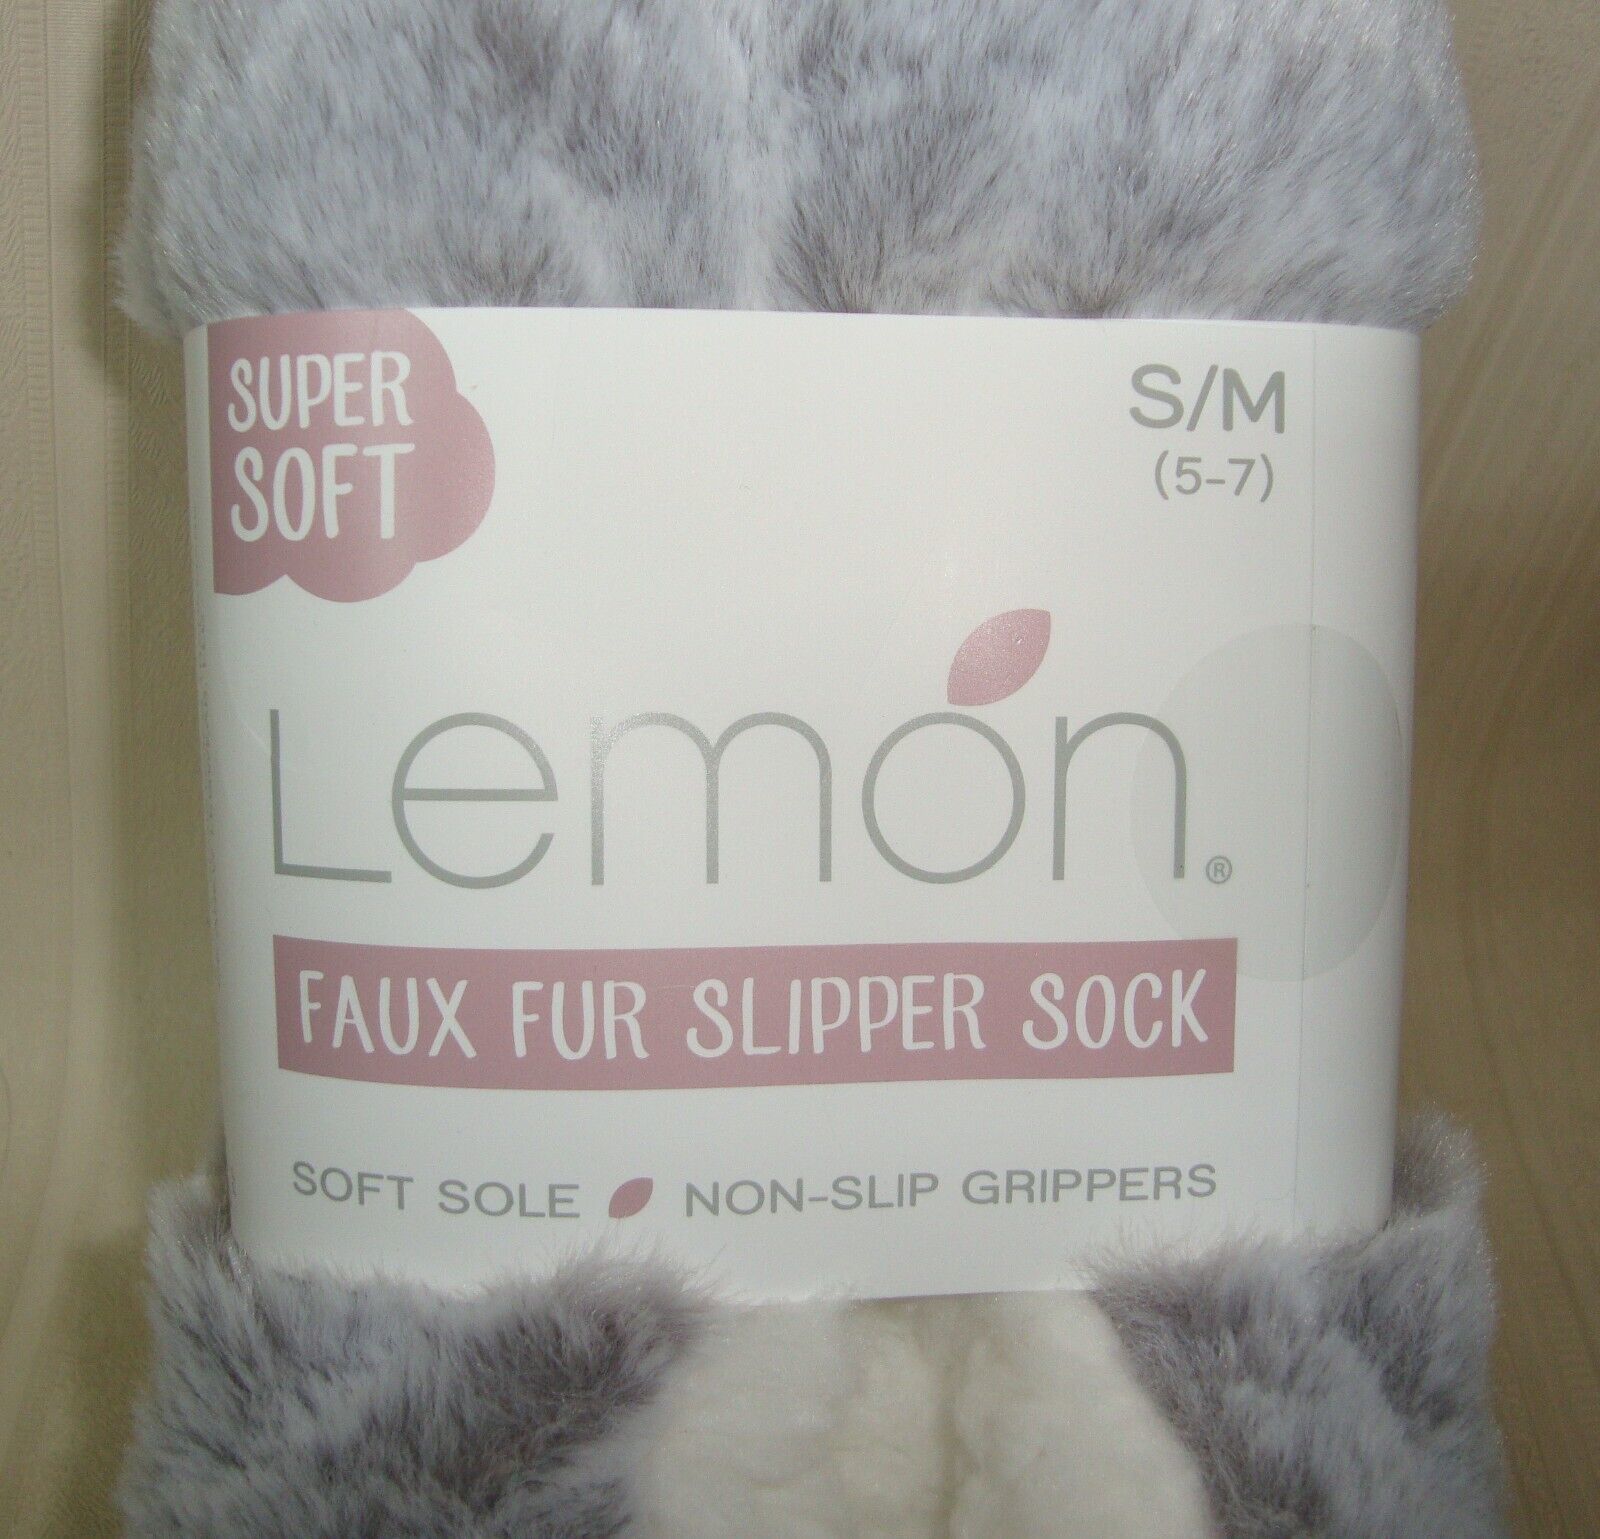 SUPER
SOFT
S/M
(5-7)
Lemon®
FAUX FUR SLIPPER SOCK
SOFT SOLE NON-SLIP GRIPPERS